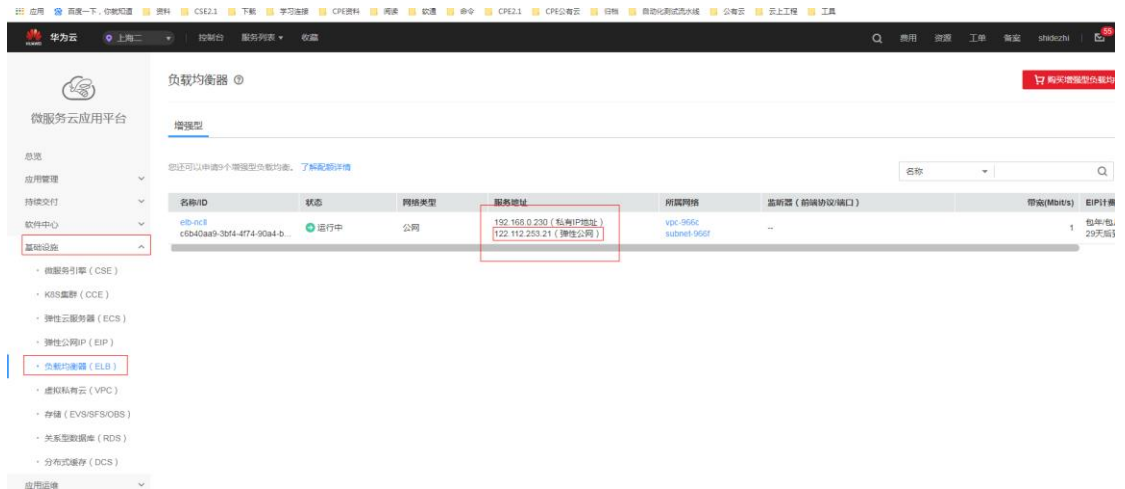 应用 百度一下,你就知道 资料 CSE2.1 下载 学习连接 CPE资料 阅读 软通 命令 CPE2.1 CPE公有云 归档 自动化测试流水线 公有云 云上工程 工具
HUAWEI 华为云 上海二 控制台 服务列表 收藏 费用 资源 工单 备案 shidezhi 55
负载均衡器 购买增强型负载均
微服务云应用平台
增强型
总览
您还可以申请9个增强型负载均衡。了解配额详情
应用管理
名称
持续交付
名称/ID 状态 网络类型 服务地址 所属网络 监听器(前端协议/端口) 带宽(Mbit/s) EIP计费
软件中心
elb-ncll 运行中 公网 192.168.0.230(私有IP地址) vpc-966c -- 1 包年/包
c6b40aa9-3bf4-4f74-90a4-b... 122.112.253.21(弹性公网) subnet-966f 29天后
基础设施
微服务引擎(CSE)
K8S集群(CCE)
弹性云服务器(ECS)
弹性公网IP(EIP)
负载均衡器(ELB)
虚拟私有云(VPC)
存储(EVS/SFS/OBS)
关系型数据库(RDS)
分布式缓存(DCS)
应用运维